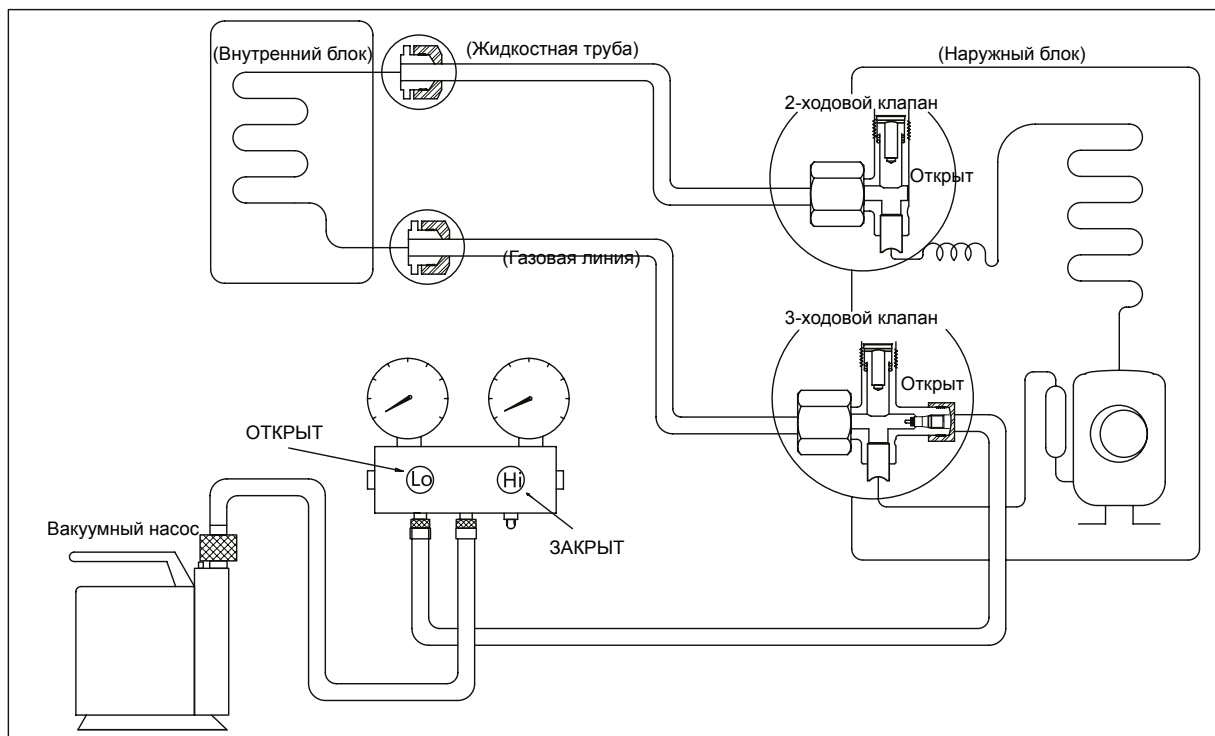 (Внутренний блок)
(Жидкостная труба)
(Наружный блок)
2-ходовой клапан
Открыт
(Газовая линия)
3-ходовой клапан
Открыт
ОТКРЫТ
Lo
Hi
ЗАКРЫТ
Вакуумный насос